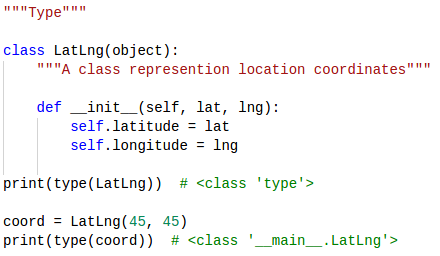 """Type"""
class LatLng(object):
"""A class represention location coordinates"""
def __init__(self, lat, lng):
self.latitude = lat
self.longitude = lng
print(type(LatLng))  # <class 'type'>
coord = LatLng(45, 45)
print(type(coord))  # <class '__main__.LatLng'>